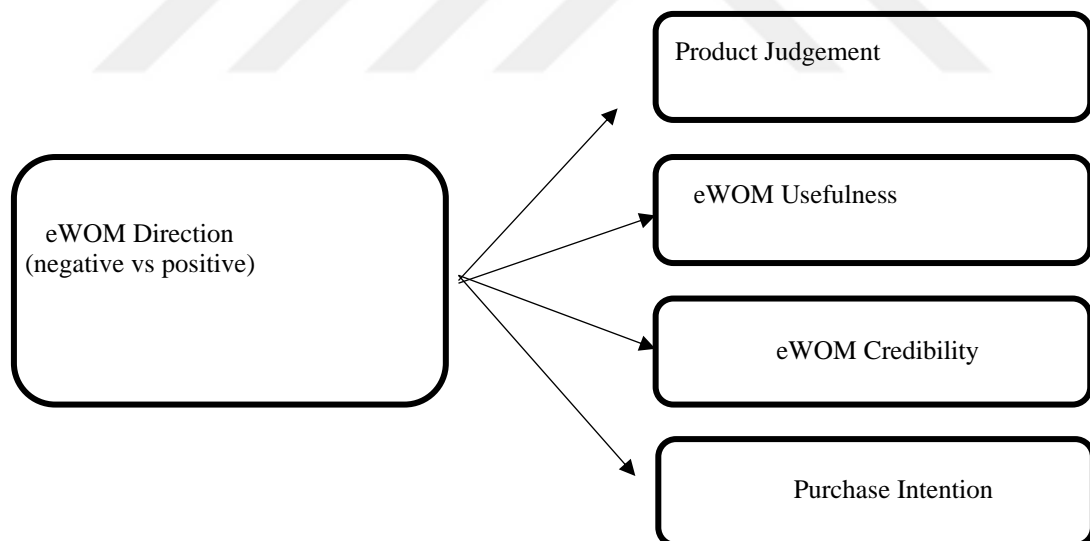 Product Judgement
eWOM Usefulness
eWOM Direction
(negative vs positive)
eWOM Credibility
Purchase Intention